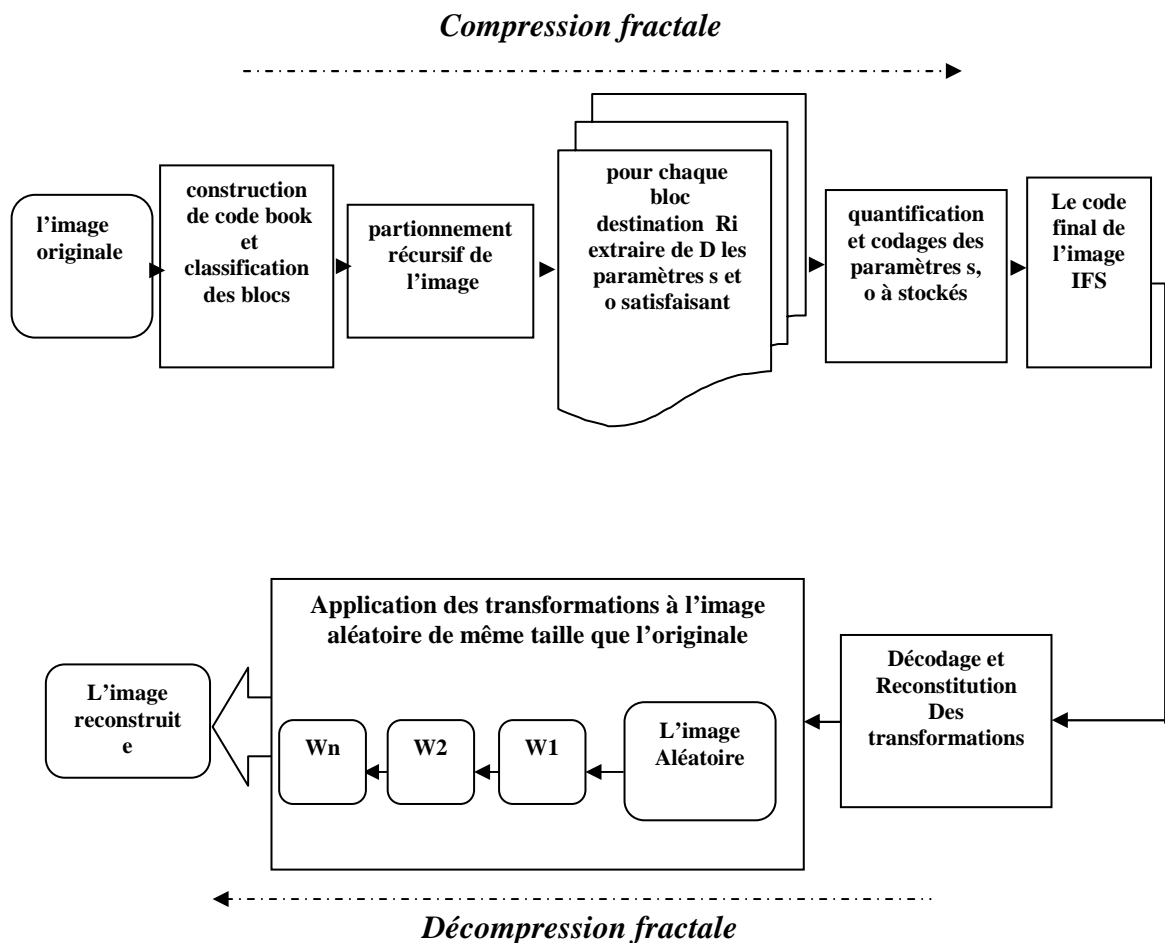 Compression fractale
l’image
originale
construction
de code book
et
classification
des blocs
partionnement
récursif de
l’image
pour chaque
bloc
destination Ri
extraire de D les
paramètres s et
o satisfaisant
quantification
et codages des
paramètres s,
o à stockés
Le code
final de
l’image
IFS
Application des transformations à l’image
aléatoire de même taille que l’originale
Décodage et
Reconstitution
Des
transformations
L’image
reconstruit
e
Wn
W2
W1
L’image
Aléatoire
Décompression fractale